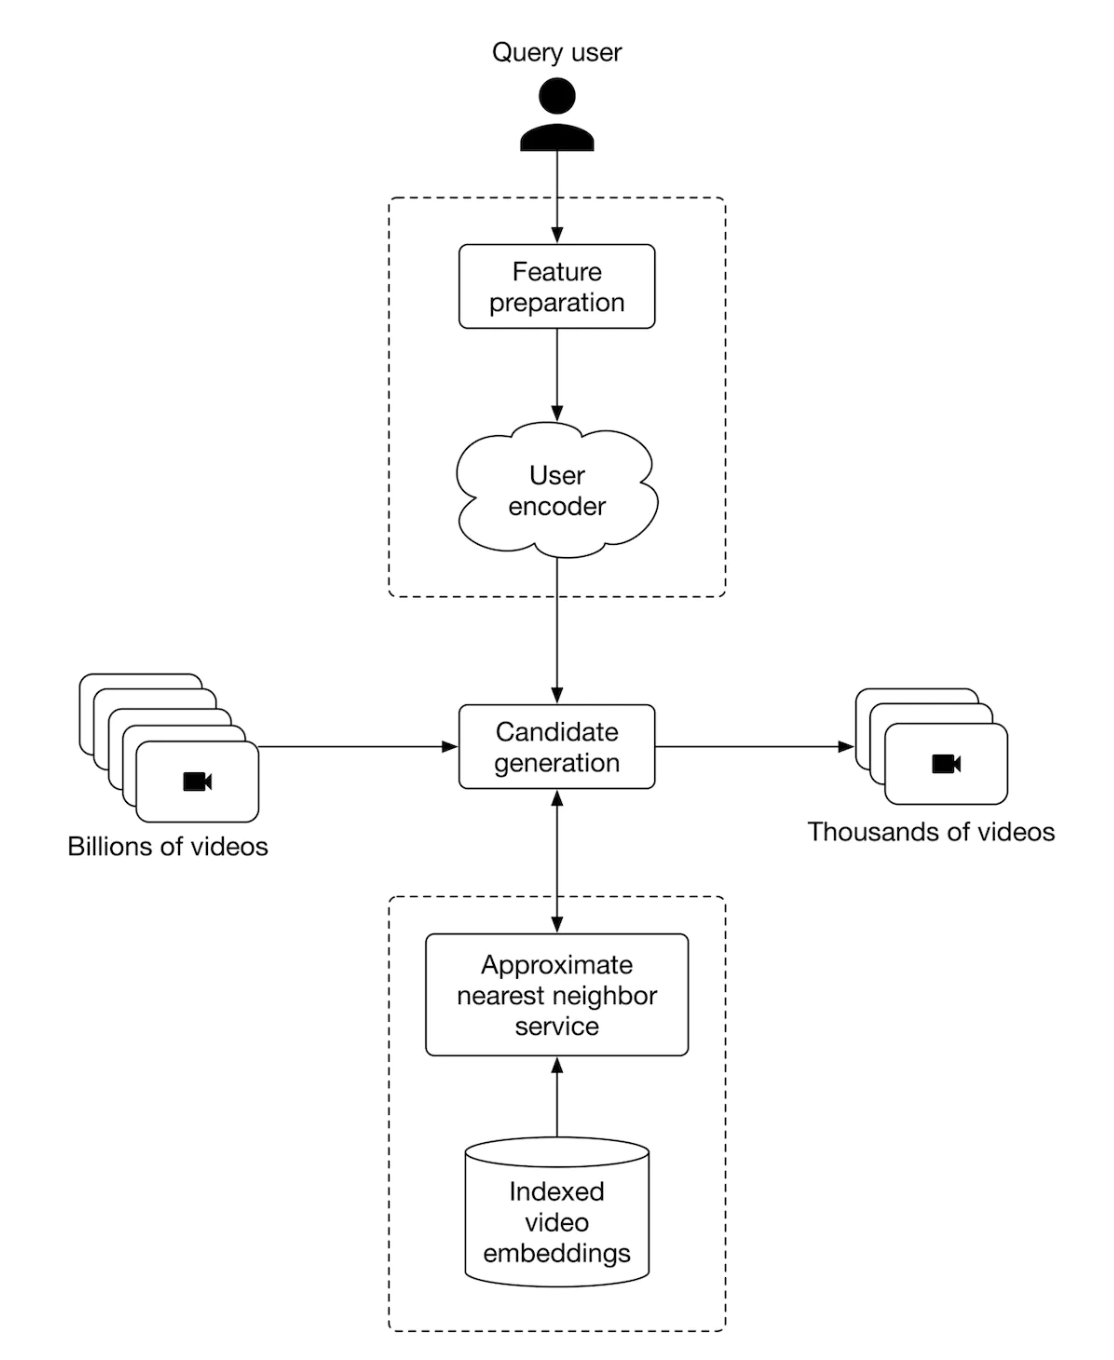 Query user
Feature
preparation
User
encoder
Candidate
generation
Billions of videos
Thousands of videos
Approximate
nearest neighbor
service
Indexed
video
embeddings